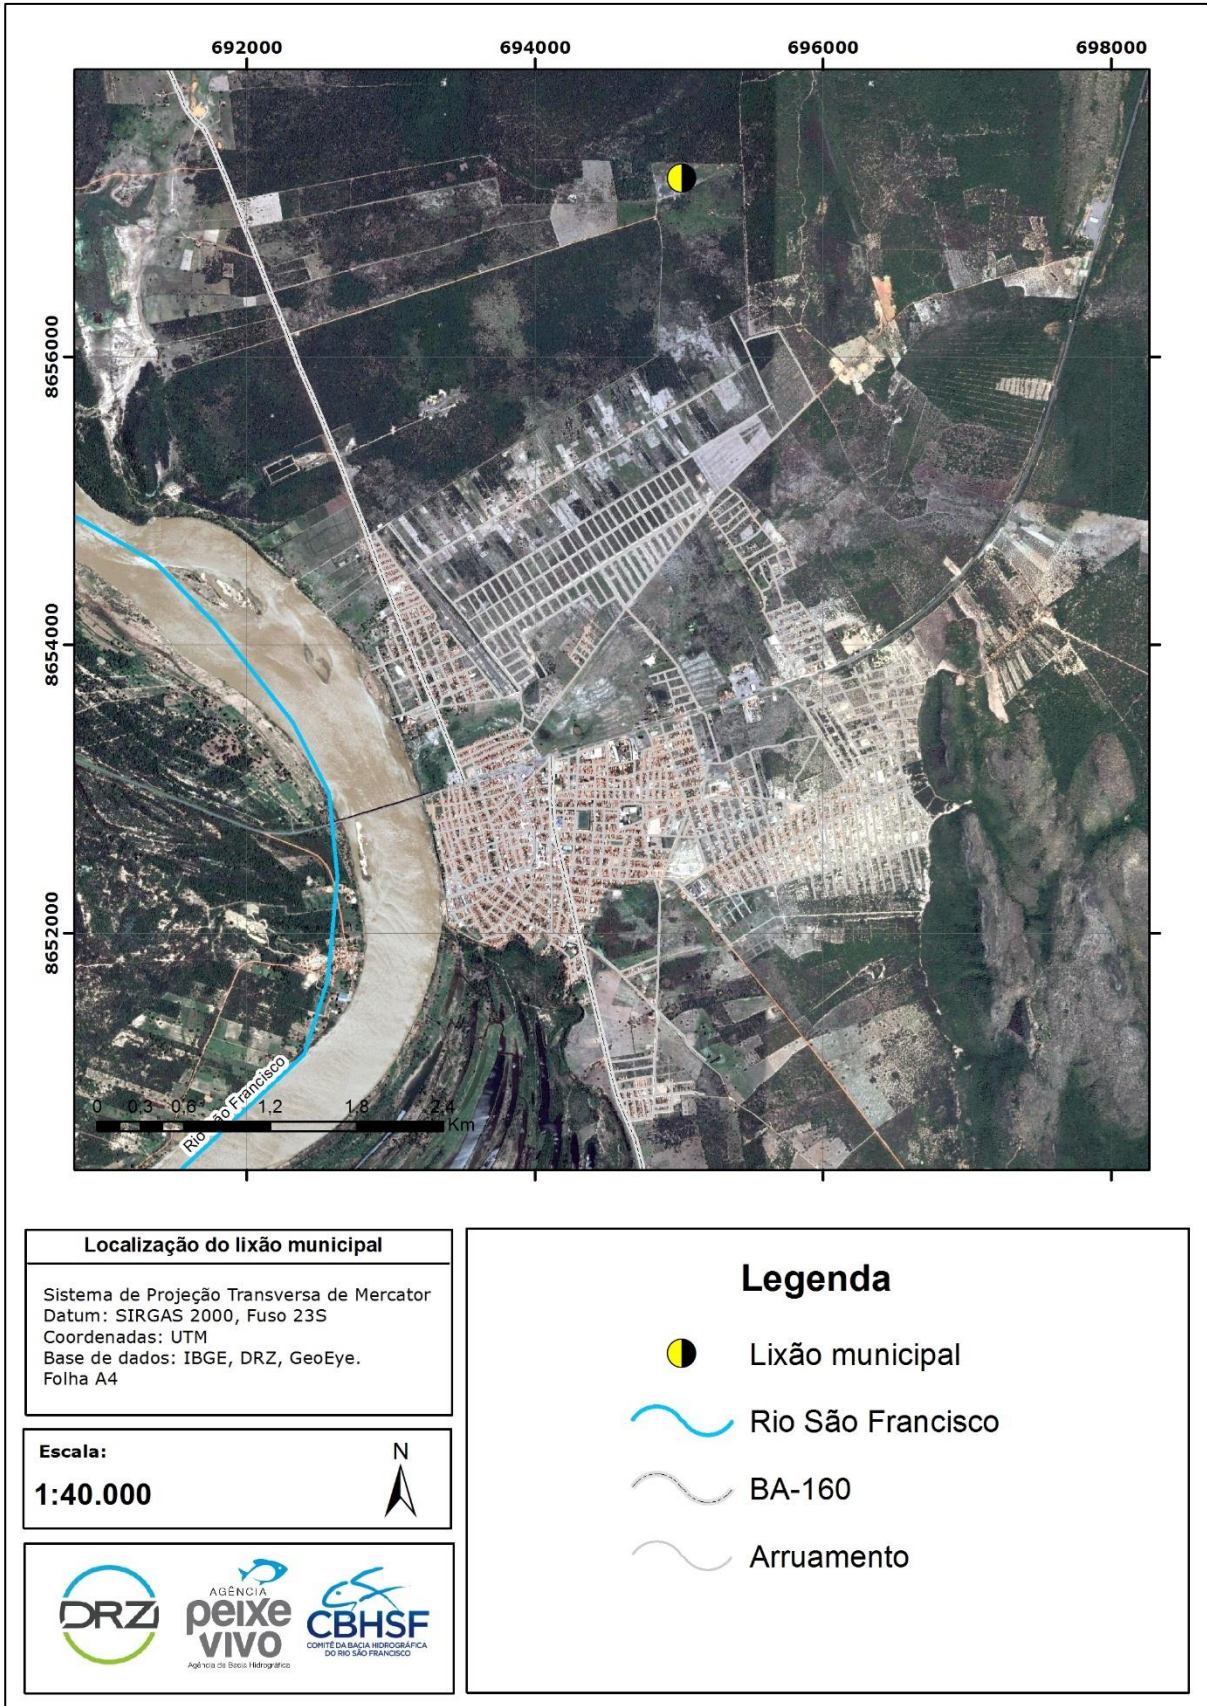 692000
694000
696000
698000
8656000
8654000
8652000
Rio São Francisco
0 0,3 0,6 1,2 1,8 2,4
Km
Localização do lixão municipal
Sistema de Projeção Transversa de Mercator
Datum: SIRGAS 2000, Fuso 23S
Coordenadas: UTM
Base de dados: IBGE, DRZ, GeoEye.
Folha A4
Escala:
1:40.000
N
DRZ
AGÊNCIA
peixe
VIVO
Agência de Bacia Hidrográfica
CBHSF
COMITÊ DA BACIA HIDROGRÁFICA
DO RIO SÃO FRANCISCO
Legenda
Lixão municipal
Rio São Francisco
BA-160
Arruamento